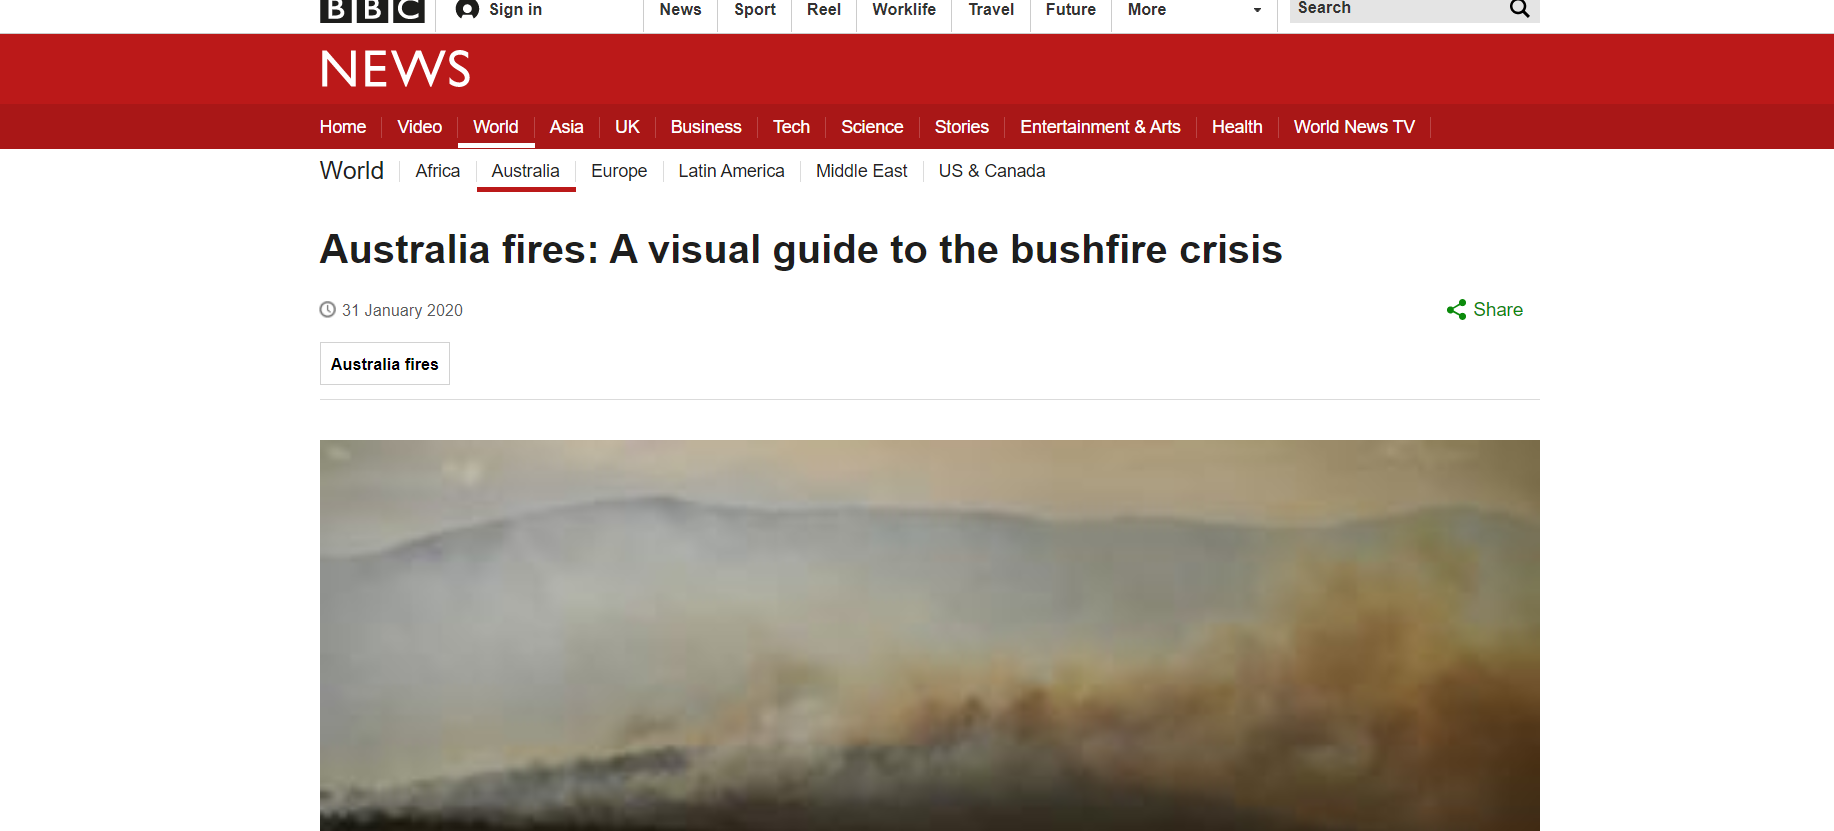 BBC Sign in News Sport Reel Worklife Travel Future More Search
NEWS
Home Video World Asia UK Business Tech Science Stories Entertainment & Arts Health World News TV
World Africa Australia Europe Latin America Middle East US & Canada
Australia fires: A visual guide to the bushfire crisis
31 January 2020 Share
Australia fires